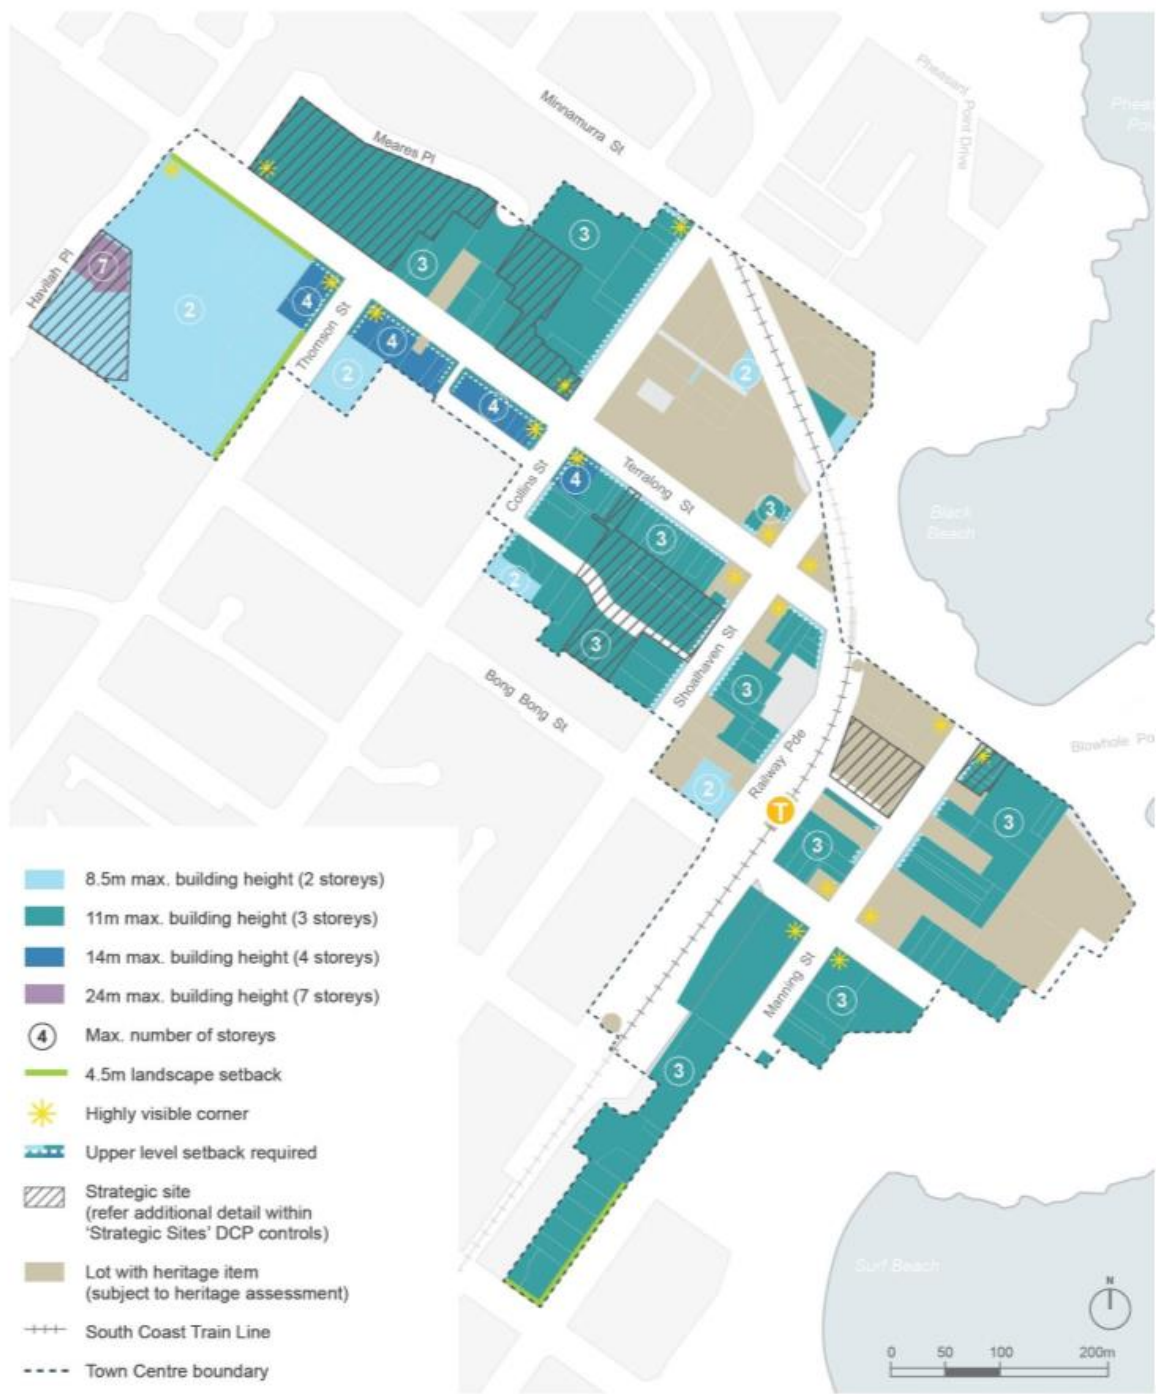 Minnamurra St
Pheasant Point Drive
Meares Pl
Havilah Pl
3
3
7
2
4
Thomson St
4
2
4
2
Collins St
4
Terralong St
3
3
Black
Beach
2
3
Shoalhaven St
3
Bong Bong St
2
Railway Pde
T
Blowhole
3
3
Manning St
3
3
8.5m max. building height (2 storeys)
11m max. building height (3 storeys)
14m max. building height (4 storeys)
24m max. building height (7 storeys)
4 Max. number of storeys
4.5m landscape setback
Highly visible corner
Upper level setback required
Strategic site
(refer additional detail within
'Strategic Sites' DCP controls)
Lot with heritage item
(subject to heritage assessment)
South Coast Train Line
Town Centre boundary
Surf Beach
N
0 50 100 200m